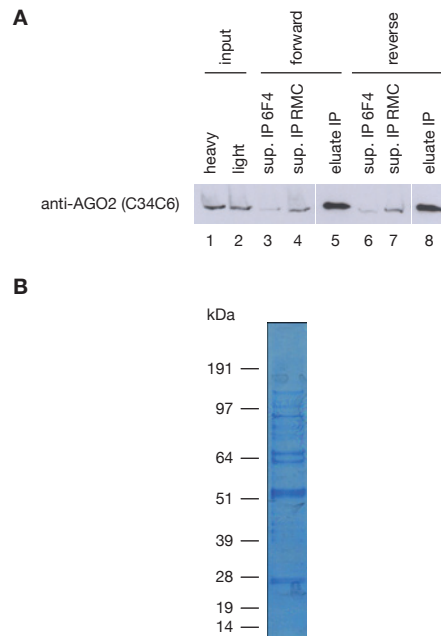 A
input
forward
reverse
heavy
light
sup. IP 6F4
sup. IP RMC
eluate IP
sup. IP 6F4
sup. IP RMC
eluate IP
anti-AGO2 (C34C6)
1 2 3 4 5 6 7 8
B
kDa
191
97
64
51
39
28
19
14